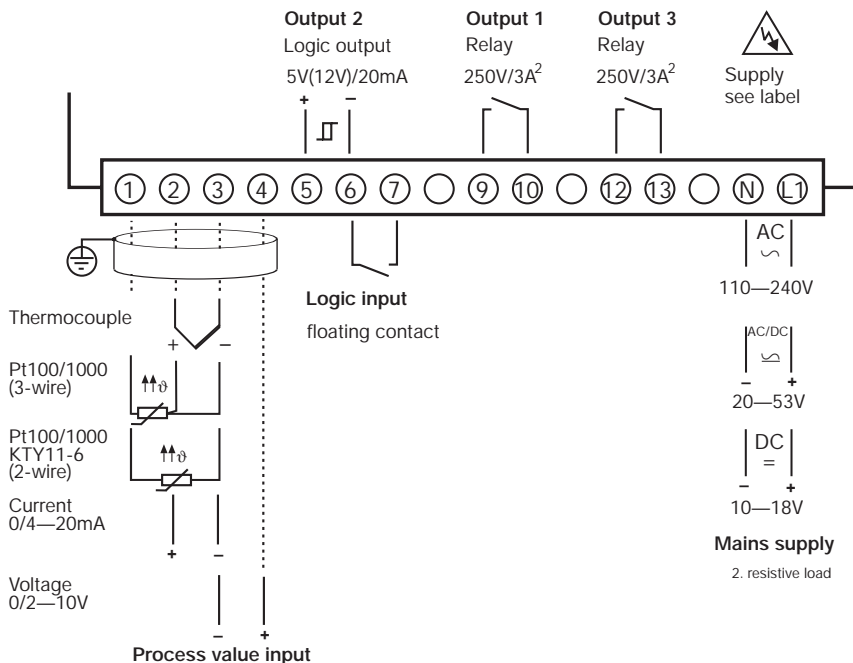 Output 2
Logic output
5V(12V)/20mA
+ –
Output 1
Relay
250V/3A²
Output 3
Relay
250V/3A²
Supply
see label
1 2 3 4 5 6 7 9 10 12 13 N L1
Logic input
floating contact
Thermocouple
+ –
Pt100/1000
(3-wire)
ϑ
Pt100/1000
KTY11-6
(2-wire)
ϑ
Current
0/4—20mA
+ –
Voltage
0/2—10V
– +
Process value input
AC
110—240V
AC/DC
– +
20—53V
DC
=
– +
10—18V
Mains supply
2. resistive load